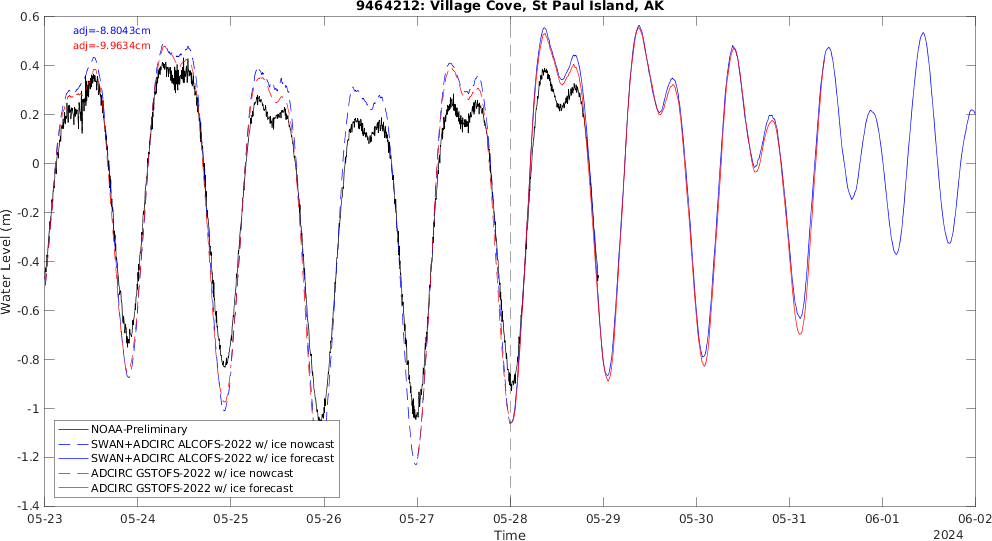 9464212: Village Cove, St Paul Island, AK
adj=-8.8043cm
adj=-9.9634cm
0.6
0.4
0.2
0
-0.2
-0.4
-0.6
-0.8
-1
-1.2
-1.4
Water Level (m)
NOAA-Preliminary
SWAN+ADCIRC ALCOFS-2022 w/ ice nowcast
SWAN+ADCIRC ALCOFS-2022 w/ ice forecast
ADCIRC GSTOFS-2022 w/ ice nowcast
ADCIRC GSTOFS-2022 w/ ice forecast
05-23 05-24 05-25 05-26 05-27 05-28 05-29 05-30 05-31 06-01 06-02
Time
2024